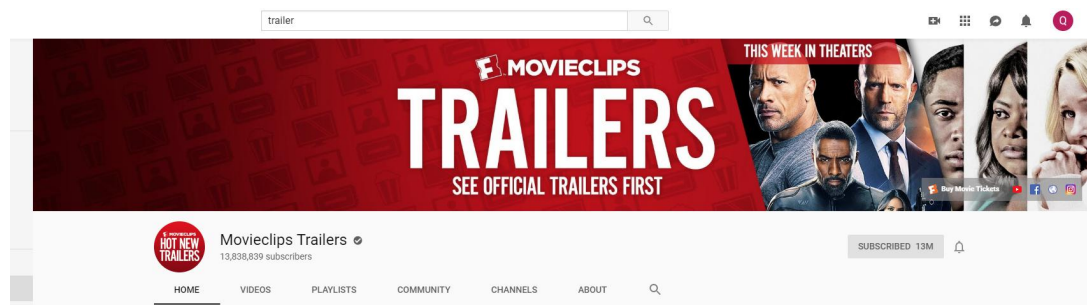 trailer
Q
MOVIECLIPS
THIS WEEK IN THEATERS
TRAILERS
SEE OFFICIAL TRAILERS FIRST
Buy Movie Tickets
MOVIECLIPS
HOT NEW
TRAILERS
Movieclips Trailers
13,838,839 subscribers
SUBSCRIBED 13M
HOME VIDEOS PLAYLISTS COMMUNITY CHANNELS ABOUT